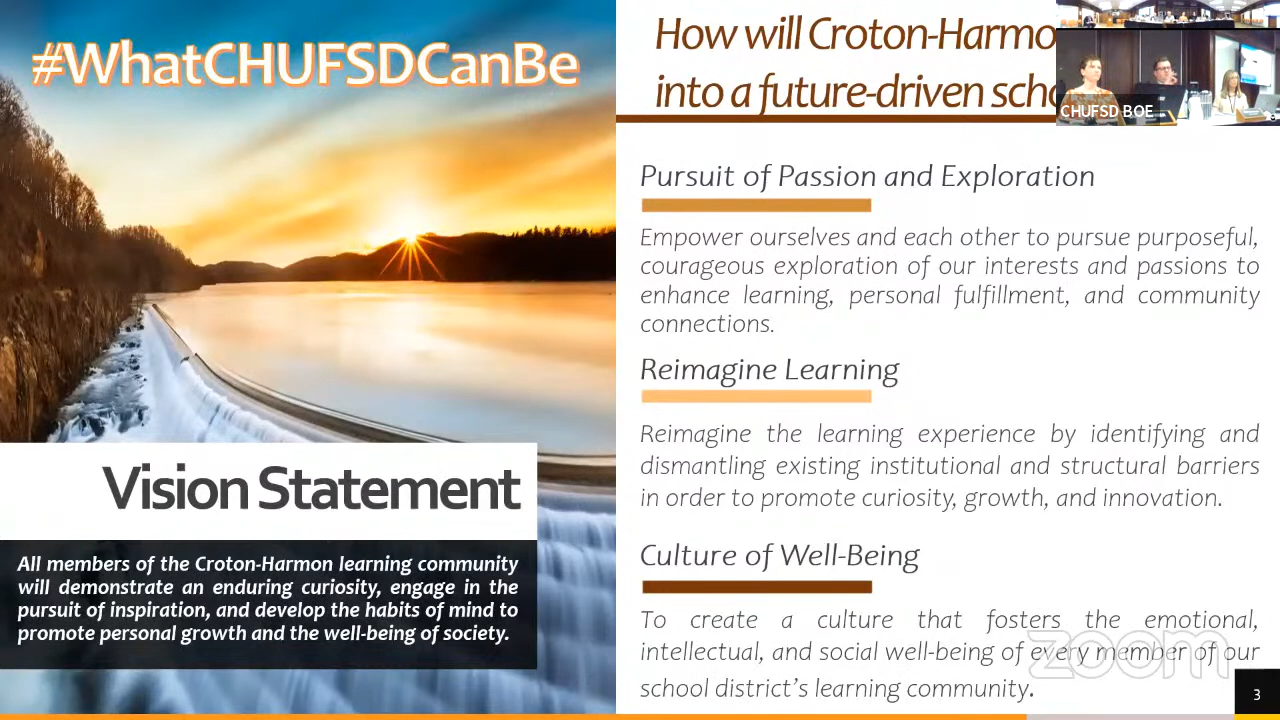 #WhatCHUFSDCanBe
Vision Statement
All members of the Croton-Harmon learning community
will demonstrate an enduring curiosity, engage in the
pursuit of inspiration, and develop the habits of mind to
promote personal growth and the well-being of society.
How will Croton-Harmo
into a future-driven scho
CHUFSD BOE
Pursuit of Passion and Exploration
Empower ourselves and each other to pursue purposeful,
courageous exploration of our interests and passions to
enhance learning, personal fulfillment, and community
connections.
Reimagine Learning
Reimagine the learning experience by identifying and
dismantling existing institutional and structural barriers
in order to promote curiosity, growth, and innovation.
Culture of Well-Being
To create a culture that fosters the emotional,
intellectual, and social well-being of every member of our
school district's learning community.
zoom
3